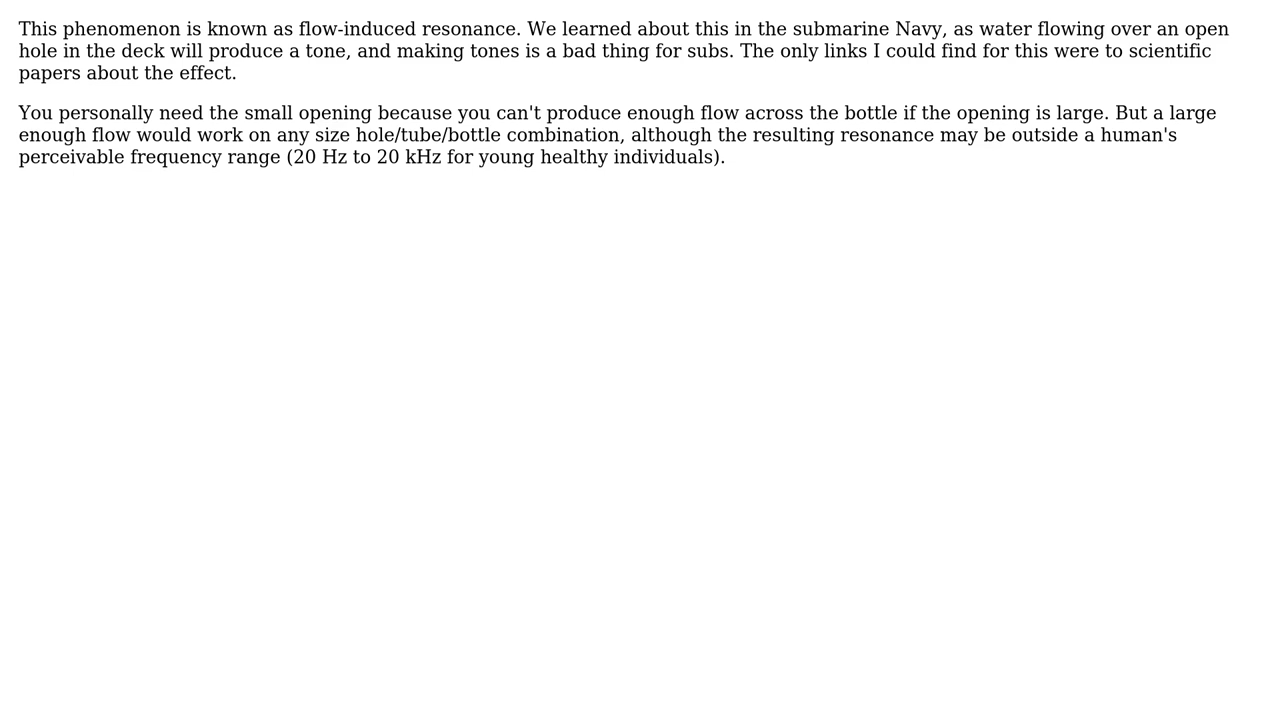 This phenomenon is known as flow-induced resonance. We learned about this in the submarine Navy, as water flowing over an open
hole in the deck will produce a tone, and making tones is a bad thing for subs. The only links I could find for this were to scientific
papers about the effect.
You personally need the small opening because you can't produce enough flow across the bottle if the opening is large. But a large
enough flow would work on any size hole/tube/bottle combination, although the resulting resonance may be outside a human's
perceivable frequency range (20 Hz to 20 kHz for young healthy individuals).